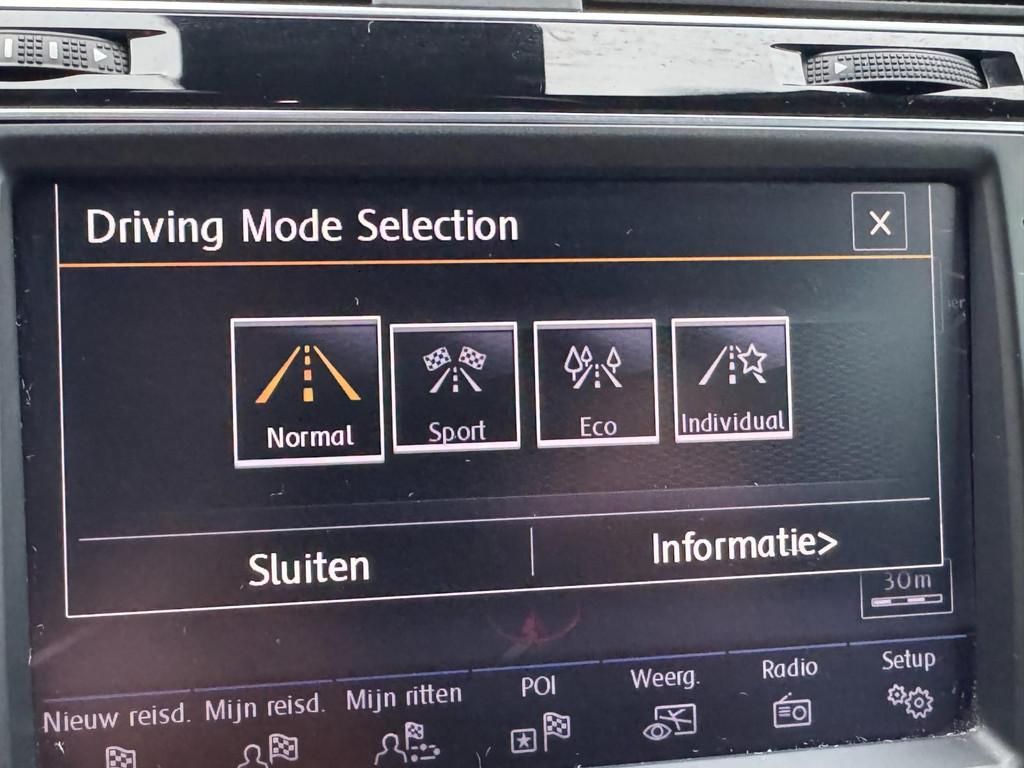 Driving Mode Selection X
Normal Sport Eco Individual
Sluiten Informatie>
30m
Nieuw reisd. Mijn reisd. Mijn ritten POI Weerg. Radio Setup